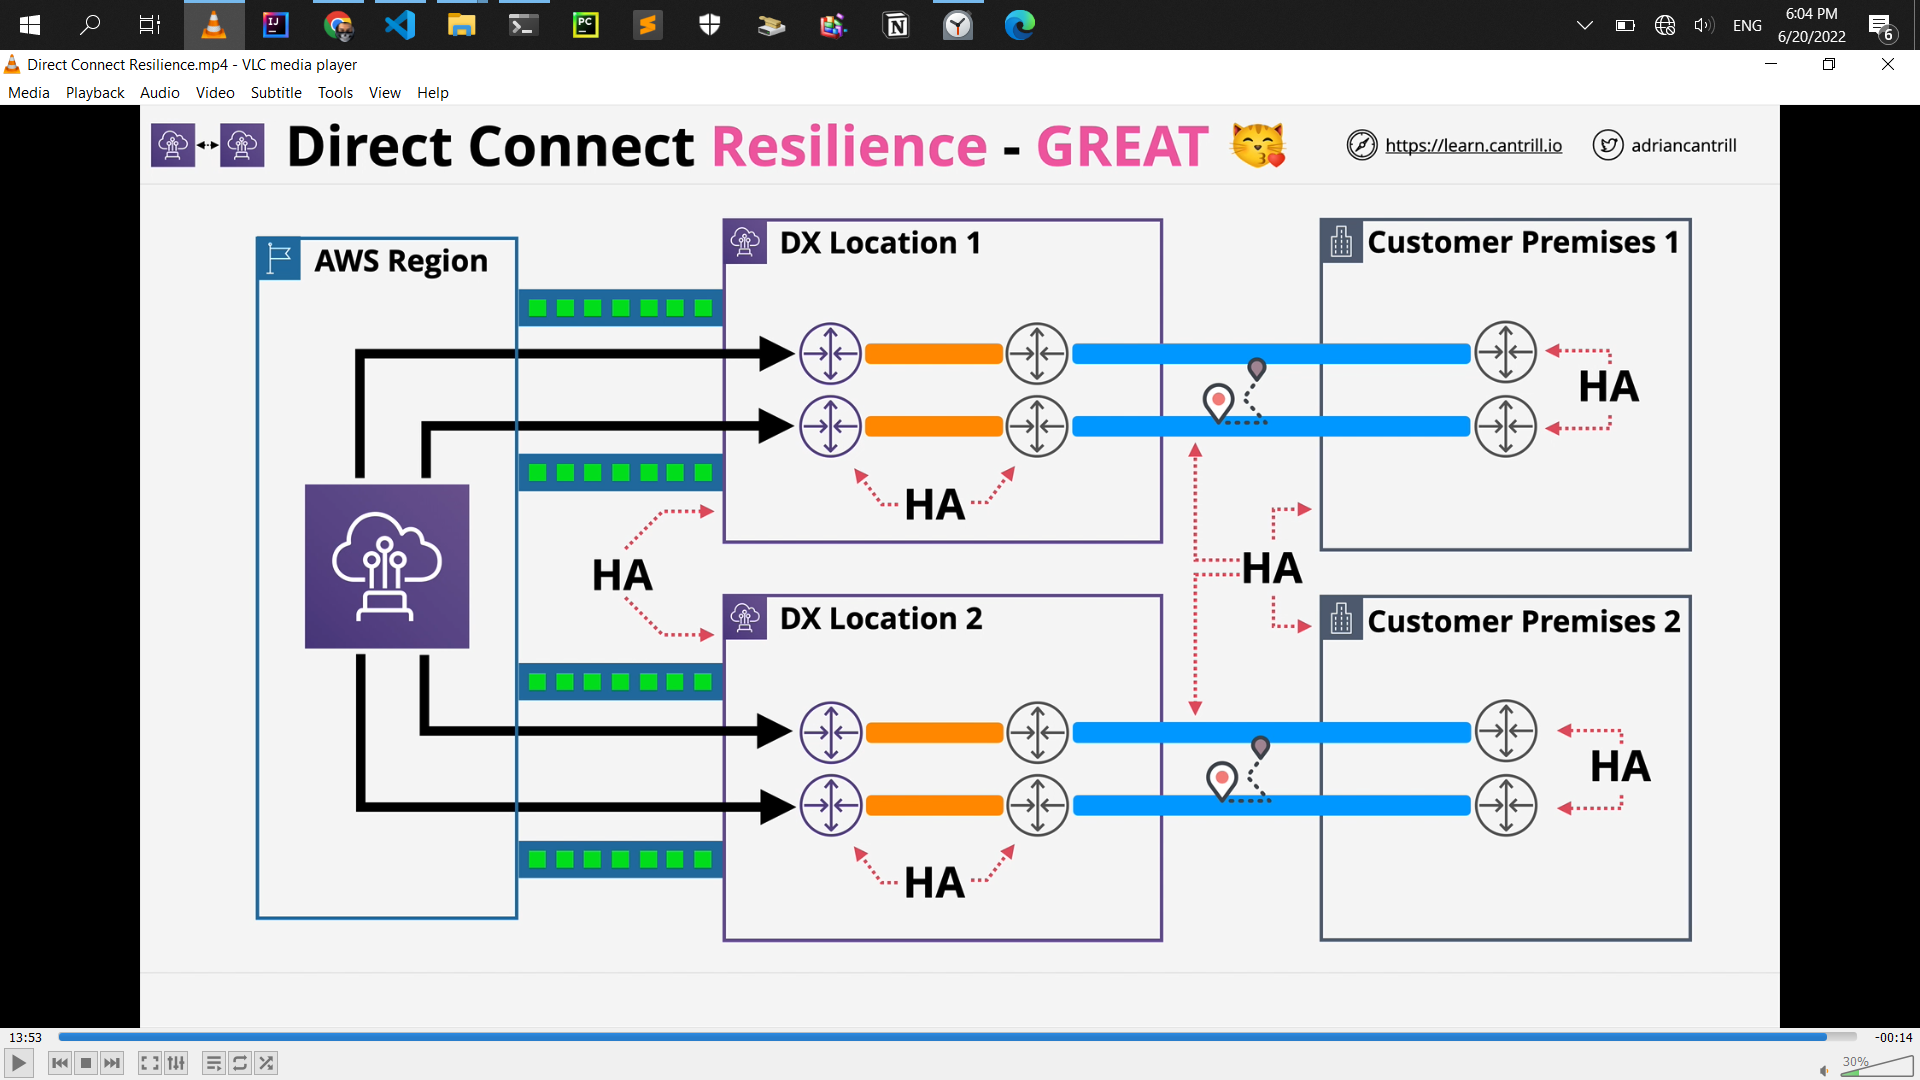 ENG
6:04 PM
6/20/2022
6
Direct Connect Resilience.mp4 - VLC media player
Media Playback Audio Video Subtitle Tools View Help
Direct Connect Resilience - GREAT
https://learn.cantrill.io
adriancantrill
AWS Region
DX Location 1
Customer Premises 1
HA
HA
HA
HA
DX Location 2
Customer Premises 2
HA
HA
13:53
-00:14
30%